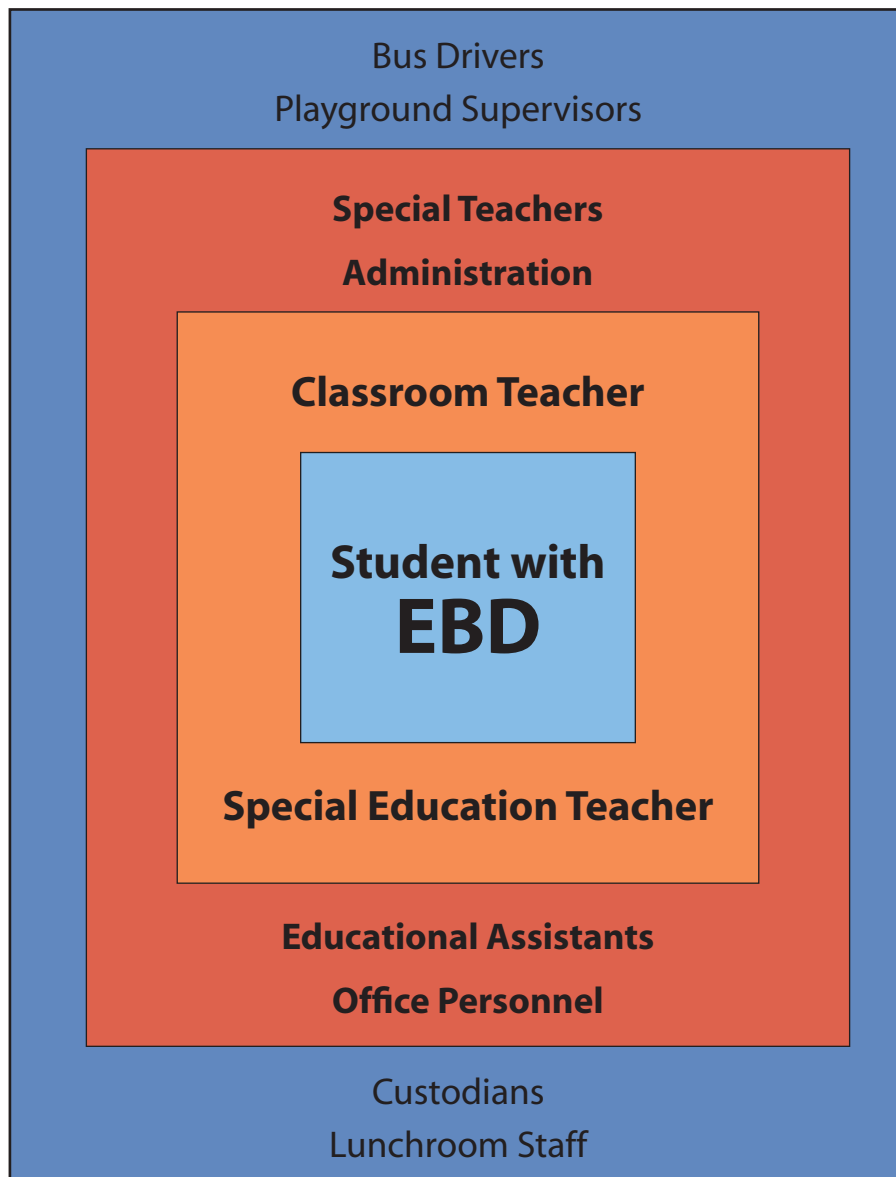 Bus Drivers
Playground Supervisors
Special Teachers
Administration
Classroom Teacher
Student with
EBD
Special Education Teacher
Educational Assistants
Office Personnel
Custodians
Lunchroom Staff